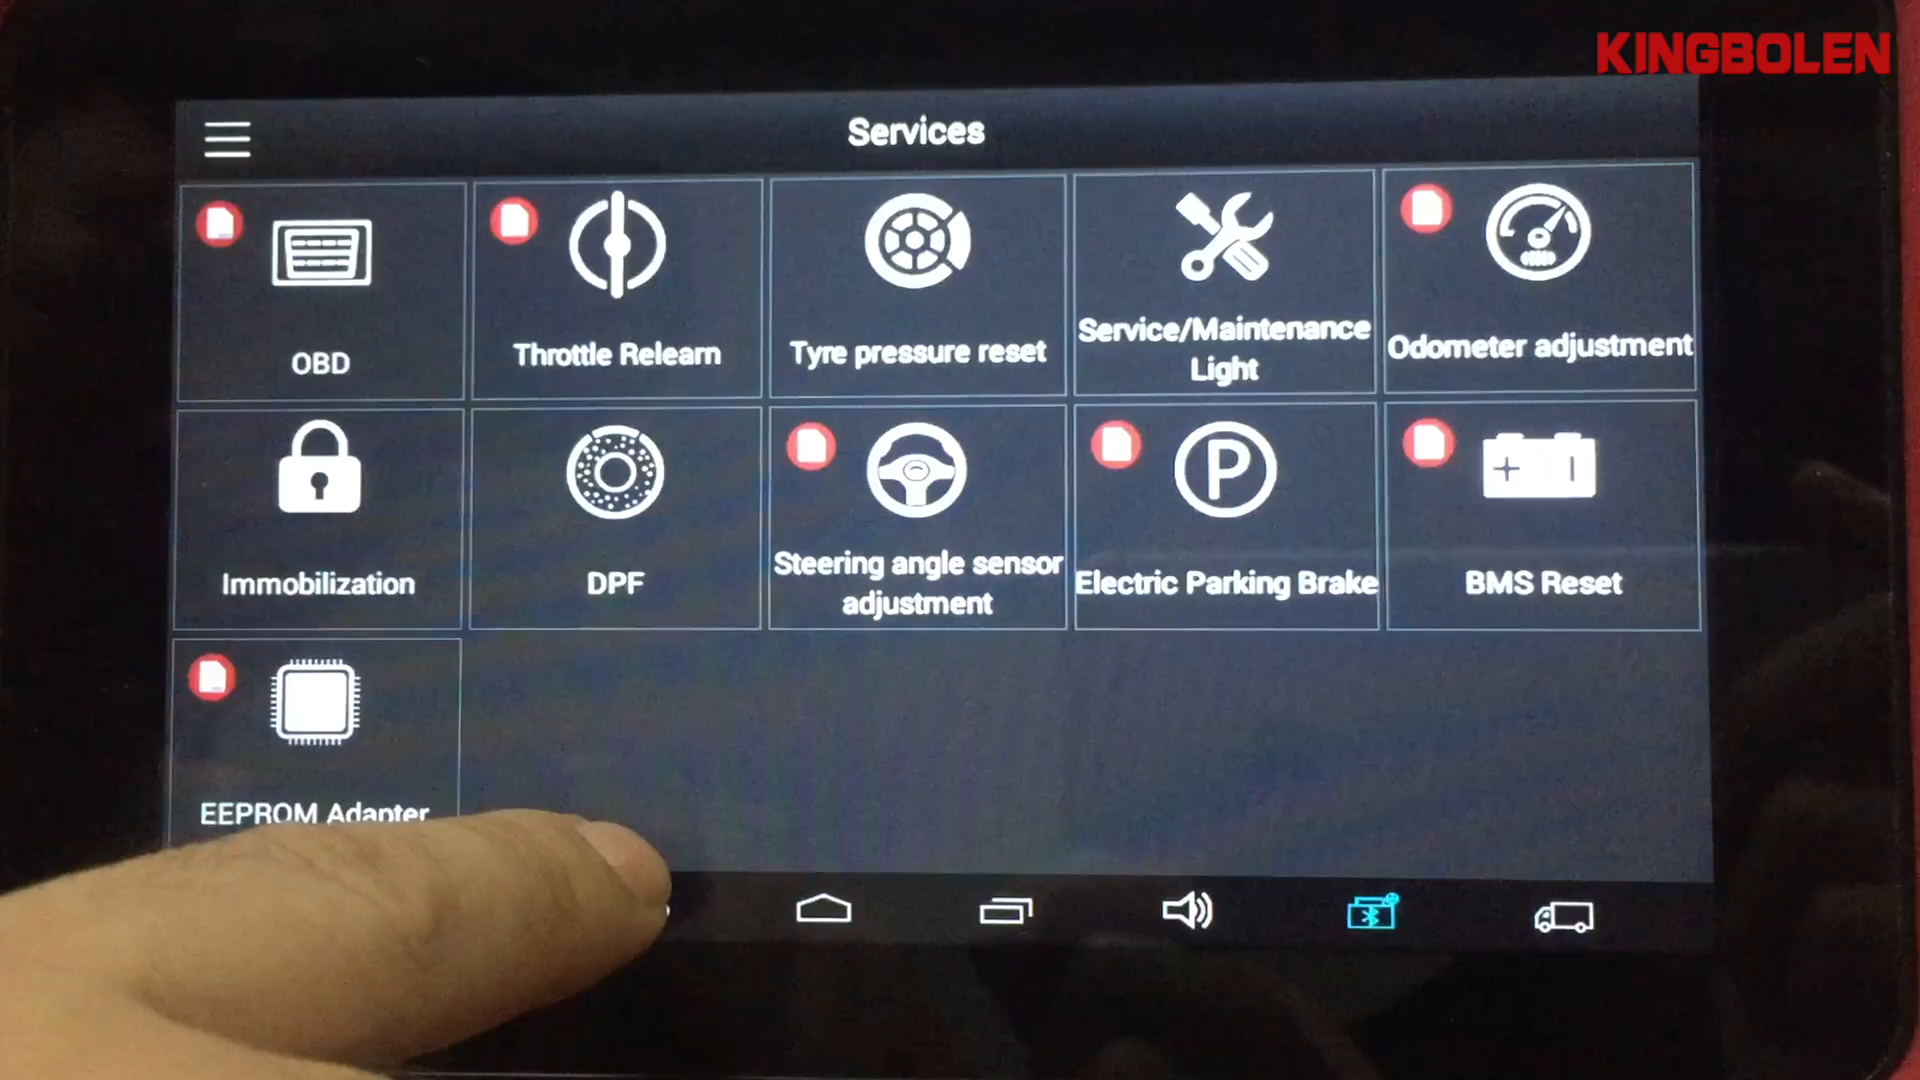 KINGBOLEN
Services
OBD
Throttle Relearn
Tyre pressure reset
Service/Maintenance
Light
Odometer adjustment
Immobilization
DPF
Steering angle sensor
adjustment
Electric Parking Brake
BMS Reset
EEPROM Adapter